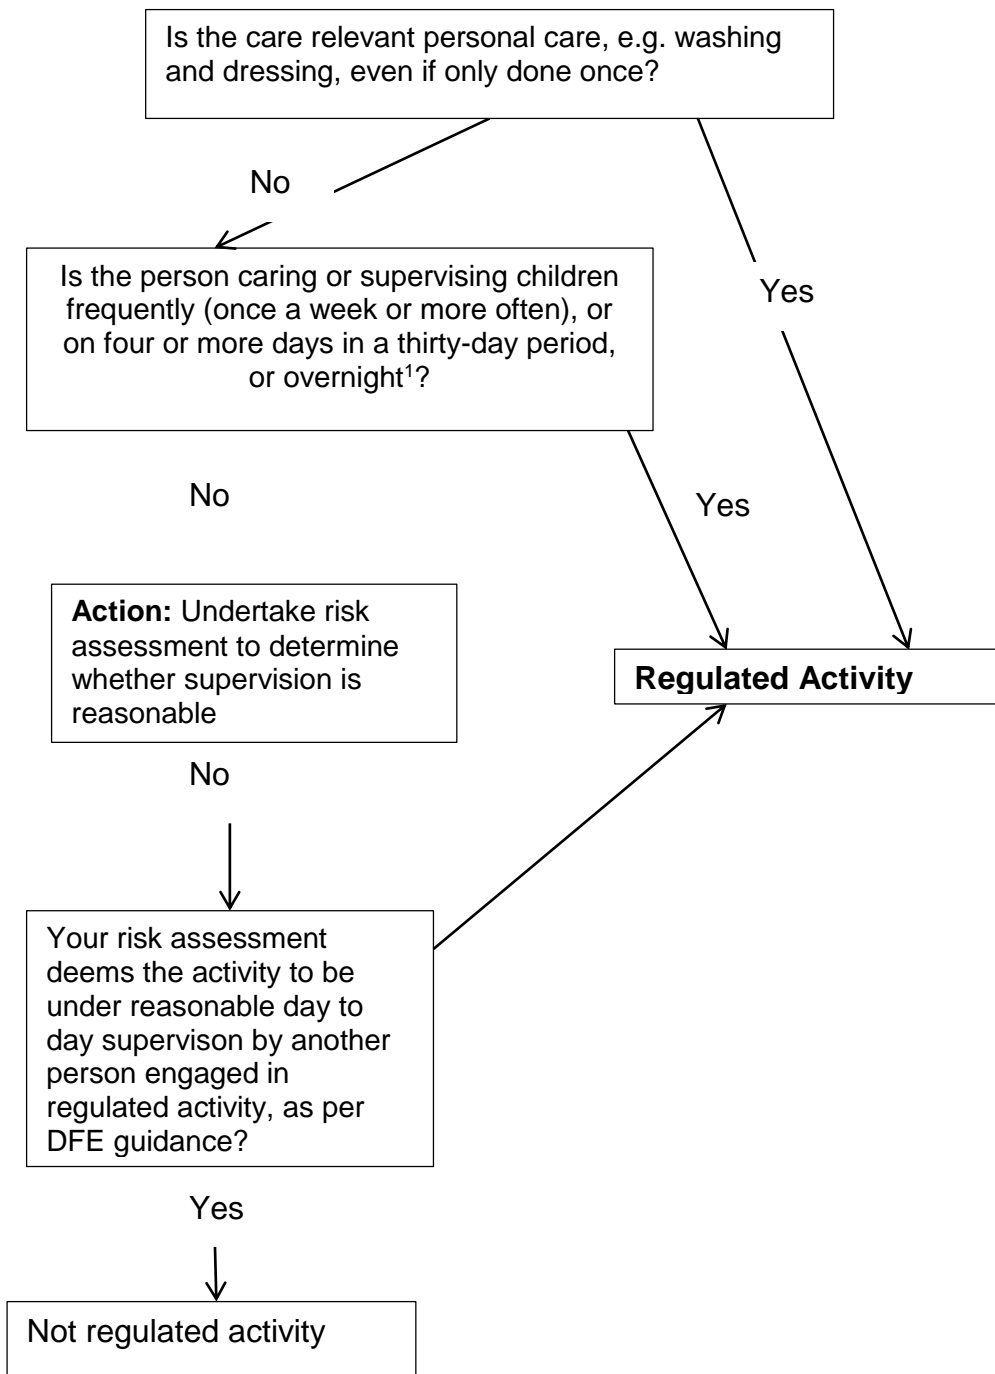 Is the care relevant personal care, e.g. washing
and dressing, even if only done once?
No
Yes
Is the person caring or supervising children
frequently (once a week or more often), or
on four or more days in a thirty-day period,
or overnight¹?
No
Yes
Action: Undertake risk
assessment to determine
whether supervision is
reasonable
Regulated Activity
No
Your risk assessment
deems the activity to be
under reasonable day to
day supervison by another
person engaged in
regulated activity, as per
DFE guidance?
Yes
Not regulated activity